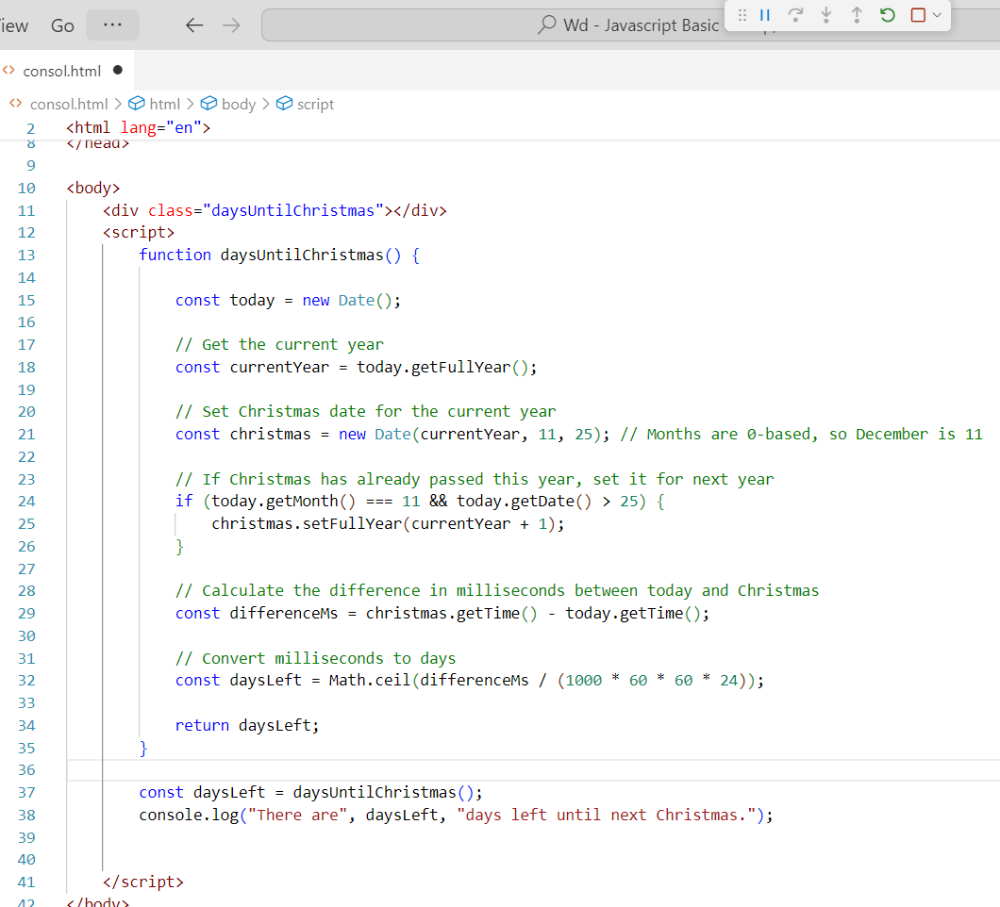 Go ···
Wd - Javascript Basic
consol.html
consol.html > html > body > script
2 <html lang="en">
8 </head>
9
10 <body>
11 <div class="daysUntilChristmas"></div>
12 <script>
13 function daysUntilChristmas() {
14
15 const today = new Date();
16
17 // Get the current year
18 const currentYear = today.getFullYear();
19
20 // Set Christmas date for the current year
21 const christmas = new Date(currentYear, 11, 25); // Months are 0-based, so December is 11
22
23 // If Christmas has already passed this year, set it for next year
24 if (today.getMonth() === 11 && today.getDate() > 25) {
25 christmas.setFullYear(currentYear + 1);
26 }
27
28 // Calculate the difference in milliseconds between today and Christmas
29 const differenceMs = christmas.getTime() - today.getTime();
30
31 // Convert milliseconds to days
32 const daysLeft = Math.ceil(differenceMs / (1000 * 60 * 60 * 24));
33
34 return daysLeft;
35 }
36
37 const daysLeft = daysUntilChristmas();
38 console.log("There are", daysLeft, "days left until next Christmas.");
39
40
41 </script>
42 </body>